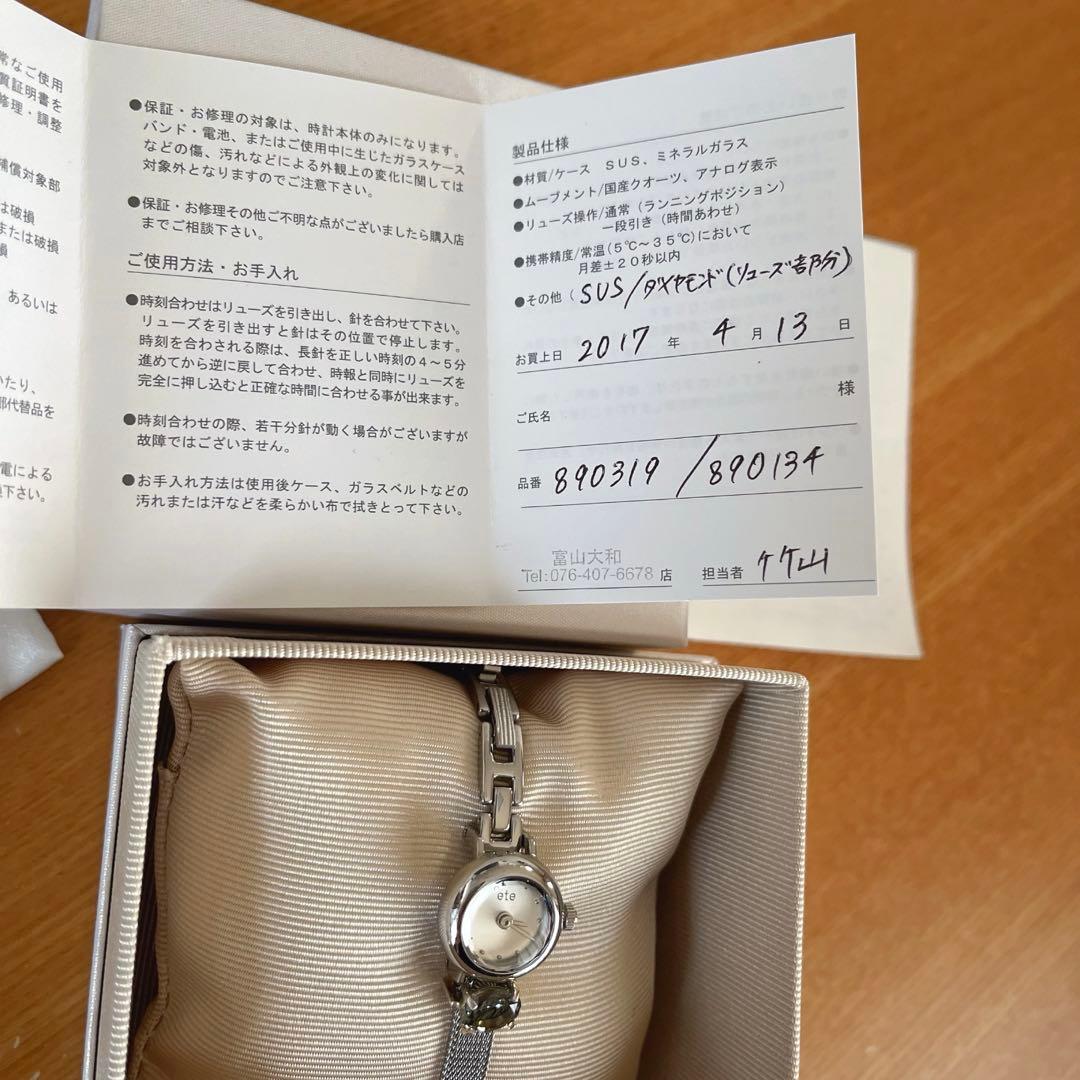 常なご使用
質証明書を
修理・調整
補償対象部
は破損
または破損
損
あるいは
いたり、
部代替品を
電による
下さい。
●保証・お修理の対象は、時計本体のみになります。
バンド・電池、またはご使用中に生じたガラスケース
などの傷、汚れなどによる外観上の変化に関しては
対象外となりますのでご注意下さい。
●保証・お修理その他ご不明な点がございましたら購入店
までご相談下さい。
ご使用方法・お手入れ
●時刻合わせはリューズを引き出し、針を合わせて下さい。
リューズを引き出すと針はその位置で停止します。
時刻を合わされる際は、長針を正しい時刻の4〜5分
進めてから逆に戻して合わせ、時報と同時にリューズを
完全に押し込むと正確な時間に合わせる事が出来ます。
●時刻合わせの際、若干分針が動く場合がございますが
故障ではございません。
●お手入れ方法は使用後ケース、ガラスベルトなどの
汚れまたは汗などを柔らかい布で拭きとって下さい。
製品仕様
●材質/ケース SUS、ミネラルガラス
●ムーブメント/国産クオーツ、アナログ表示
●リューズ操作/通常（ランニングポジション）
一段引き（時間あわせ）
●携帯精度/常温(5℃〜35℃)において
月差±20秒以内
●その他（SUS/ダイヤモンド(リューズ部分)
お買上日 2017 年 4 月 13 日
ご氏名 様
品番 890319/890134
富山大和
Tel:076-407-6678 店 担当者 竹山
ete